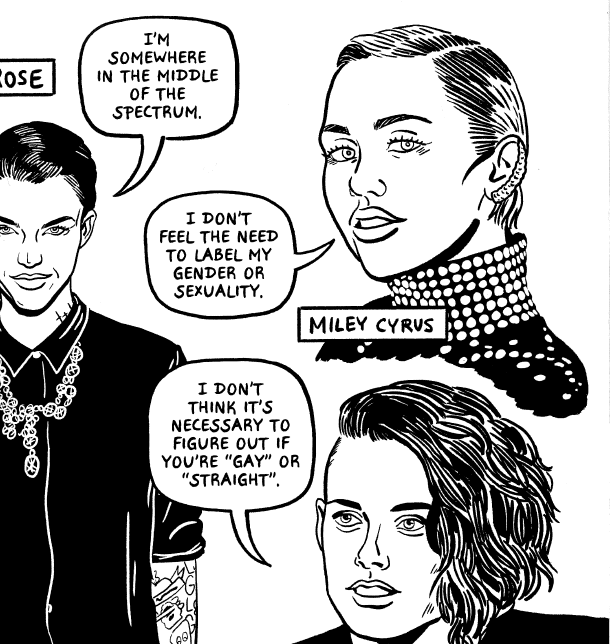 ROSE
I'M
SOMEWHERE
IN THE MIDDLE
OF THE
SPECTRUM.
I DON'T
FEEL THE NEED
TO LABEL MY
GENDER OR
SEXUALITY.
MILEY CYRUS
I DON'T
THINK IT'S
NECESSARY TO
FIGURE OUT IF
YOU'RE "GAY" OR
"STRAIGHT".